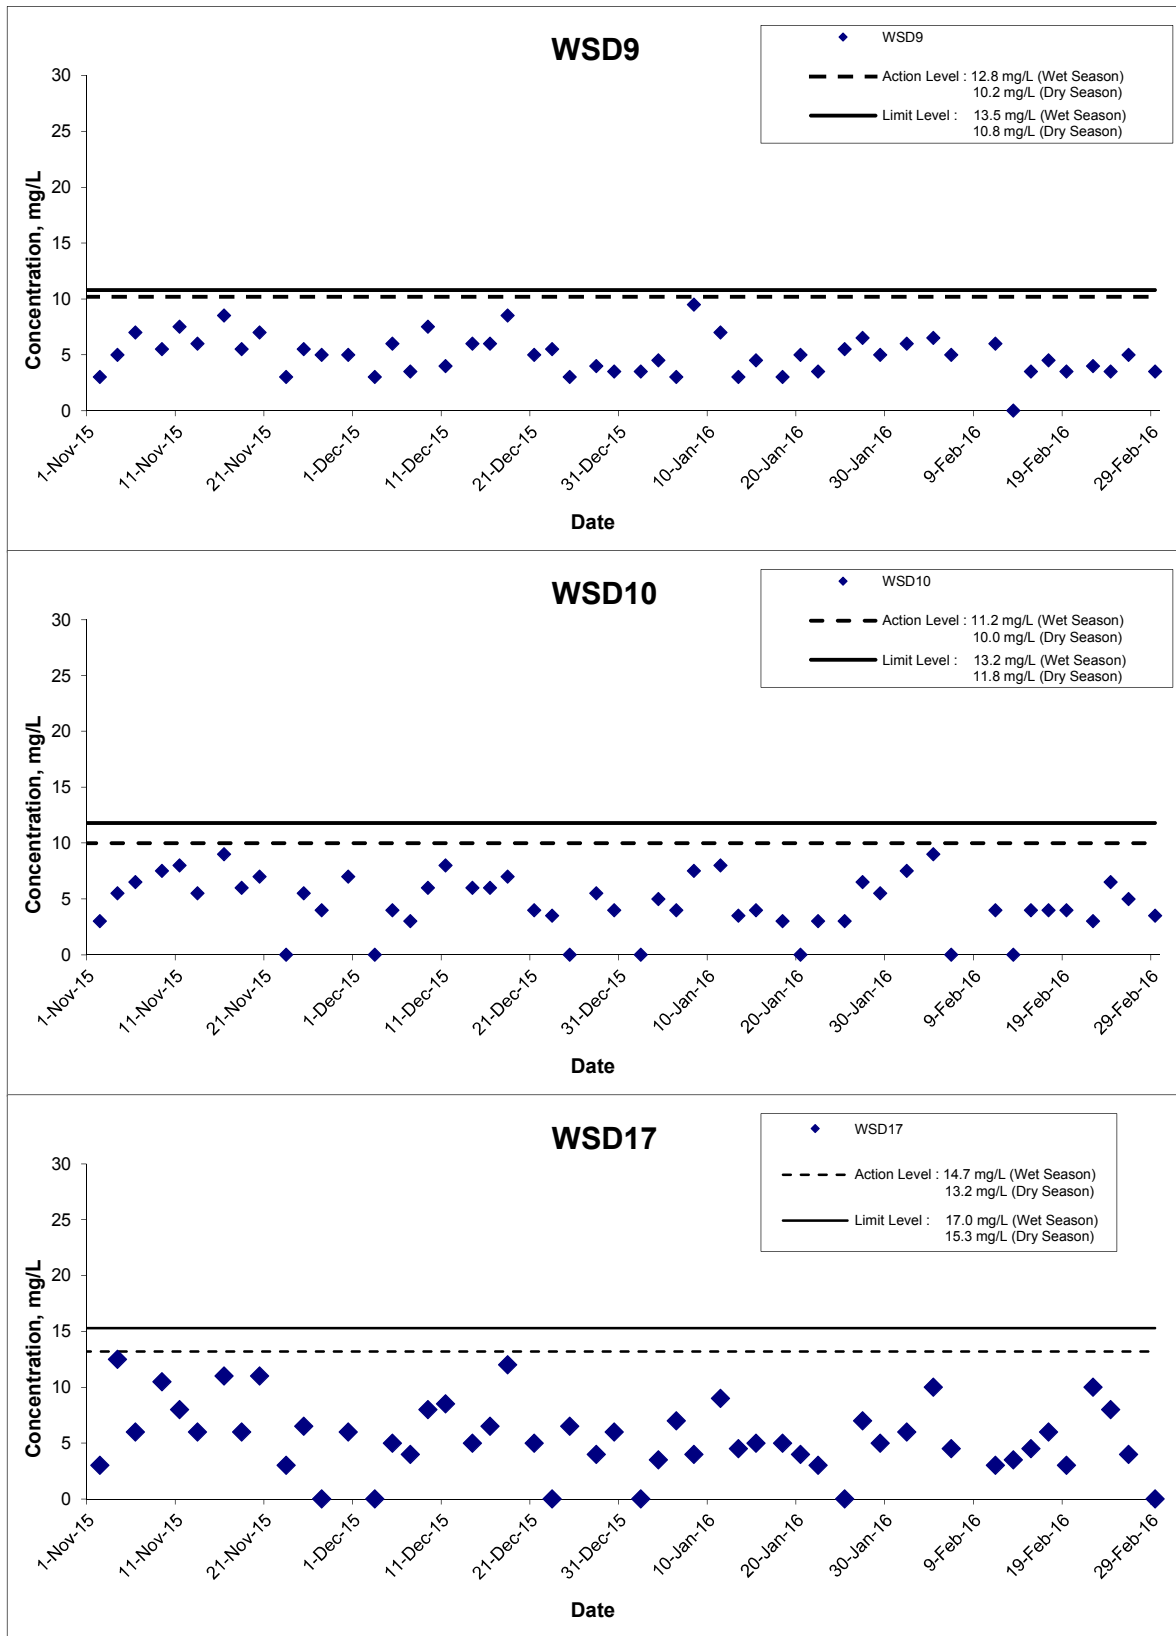 WSD9
WSD9
Action Level : 12.8 mg/L (Wet Season)
10.2 mg/L (Dry Season)
Limit Level : 13.5 mg/L (Wet Season)
10.8 mg/L (Dry Season)
Concentration, mg/L
30
25
20
15
10
5
0
1-Nov-15
11-Nov-15
21-Nov-15
1-Dec-15
11-Dec-15
21-Dec-15
31-Dec-15
10-Jan-16
20-Jan-16
30-Jan-16
9-Feb-16
19-Feb-16
29-Feb-16
Date
WSD10
WSD10
Action Level : 11.2 mg/L (Wet Season)
10.0 mg/L (Dry Season)
Limit Level : 13.2 mg/L (Wet Season)
11.8 mg/L (Dry Season)
Concentration, mg/L
30
25
20
15
10
5
0
1-Nov-15
11-Nov-15
21-Nov-15
1-Dec-15
11-Dec-15
21-Dec-15
31-Dec-15
10-Jan-16
20-Jan-16
30-Jan-16
9-Feb-16
19-Feb-16
29-Feb-16
Date
WSD17
WSD17
Action Level : 14.7 mg/L (Wet Season)
13.2 mg/L (Dry Season)
Limit Level : 17.0 mg/L (Wet Season)
15.3 mg/L (Dry Season)
Concentration, mg/L
30
25
20
15
10
5
0
1-Nov-15
11-Nov-15
21-Nov-15
1-Dec-15
11-Dec-15
21-Dec-15
31-Dec-15
10-Jan-16
20-Jan-16
30-Jan-16
9-Feb-16
19-Feb-16
29-Feb-16
Date